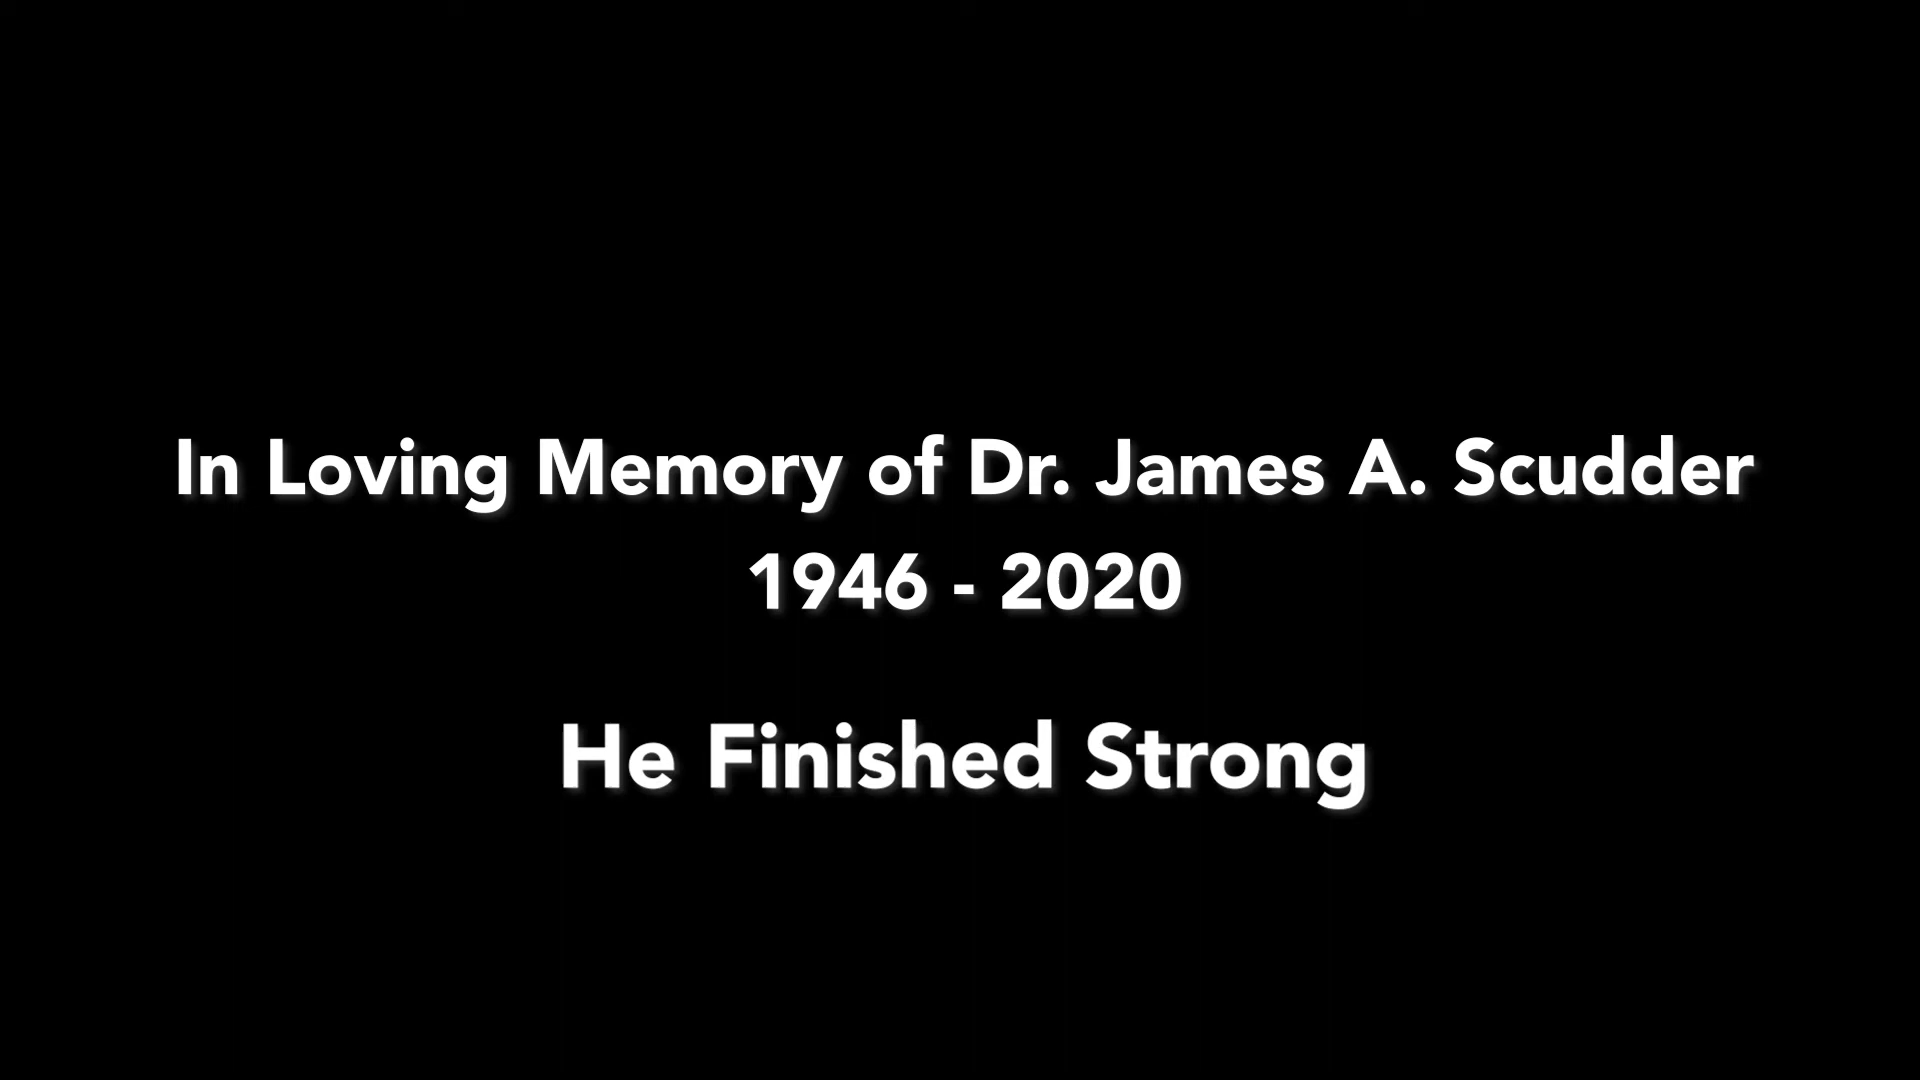 In Loving Memory of Dr. James A. Scudder
1946 - 2020
He Finished Strong